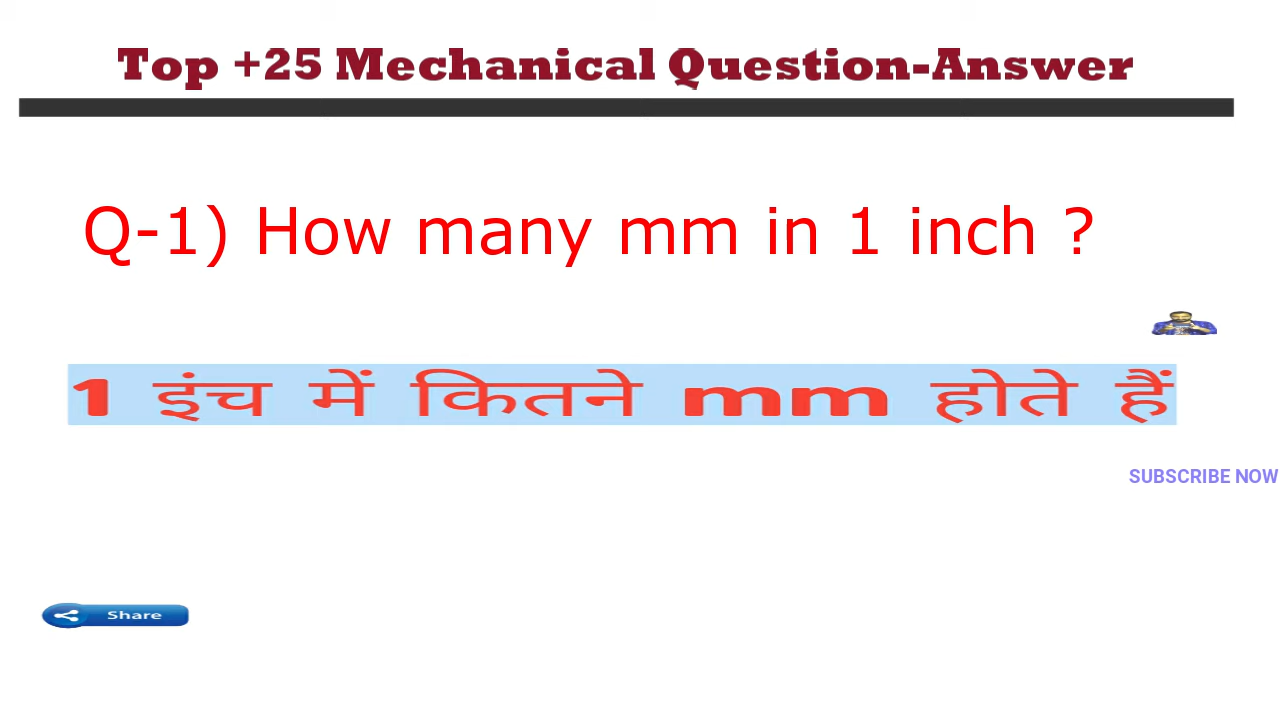 Top +25 Mechanical Question-Answer
Q-1) How many mm in 1 inch ?
1 इंच में कितने mm होते हैं
SUBSCRIBE NOW
Share